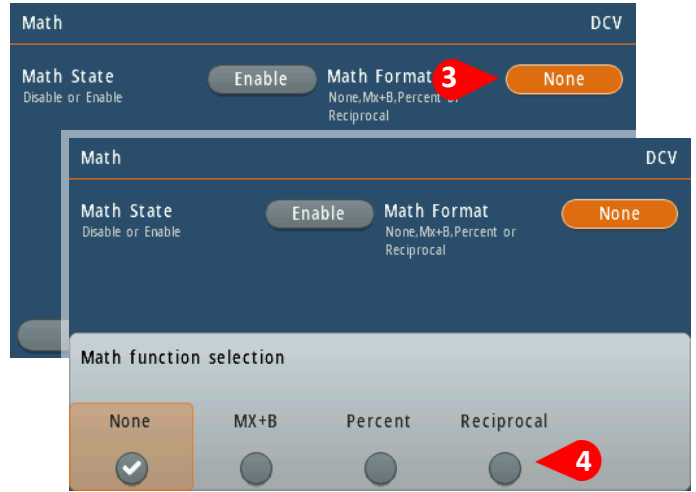 Math DCV
Math State Enable Math Format 3 None
Disable or Enable None,Mx+B,Percent or
Reciprocal
Math DCV
Math State Enable Math Format None
Disable or Enable None,Mx+B,Percent or
Reciprocal
Math function selection
None MX+B Percent Reciprocal
4